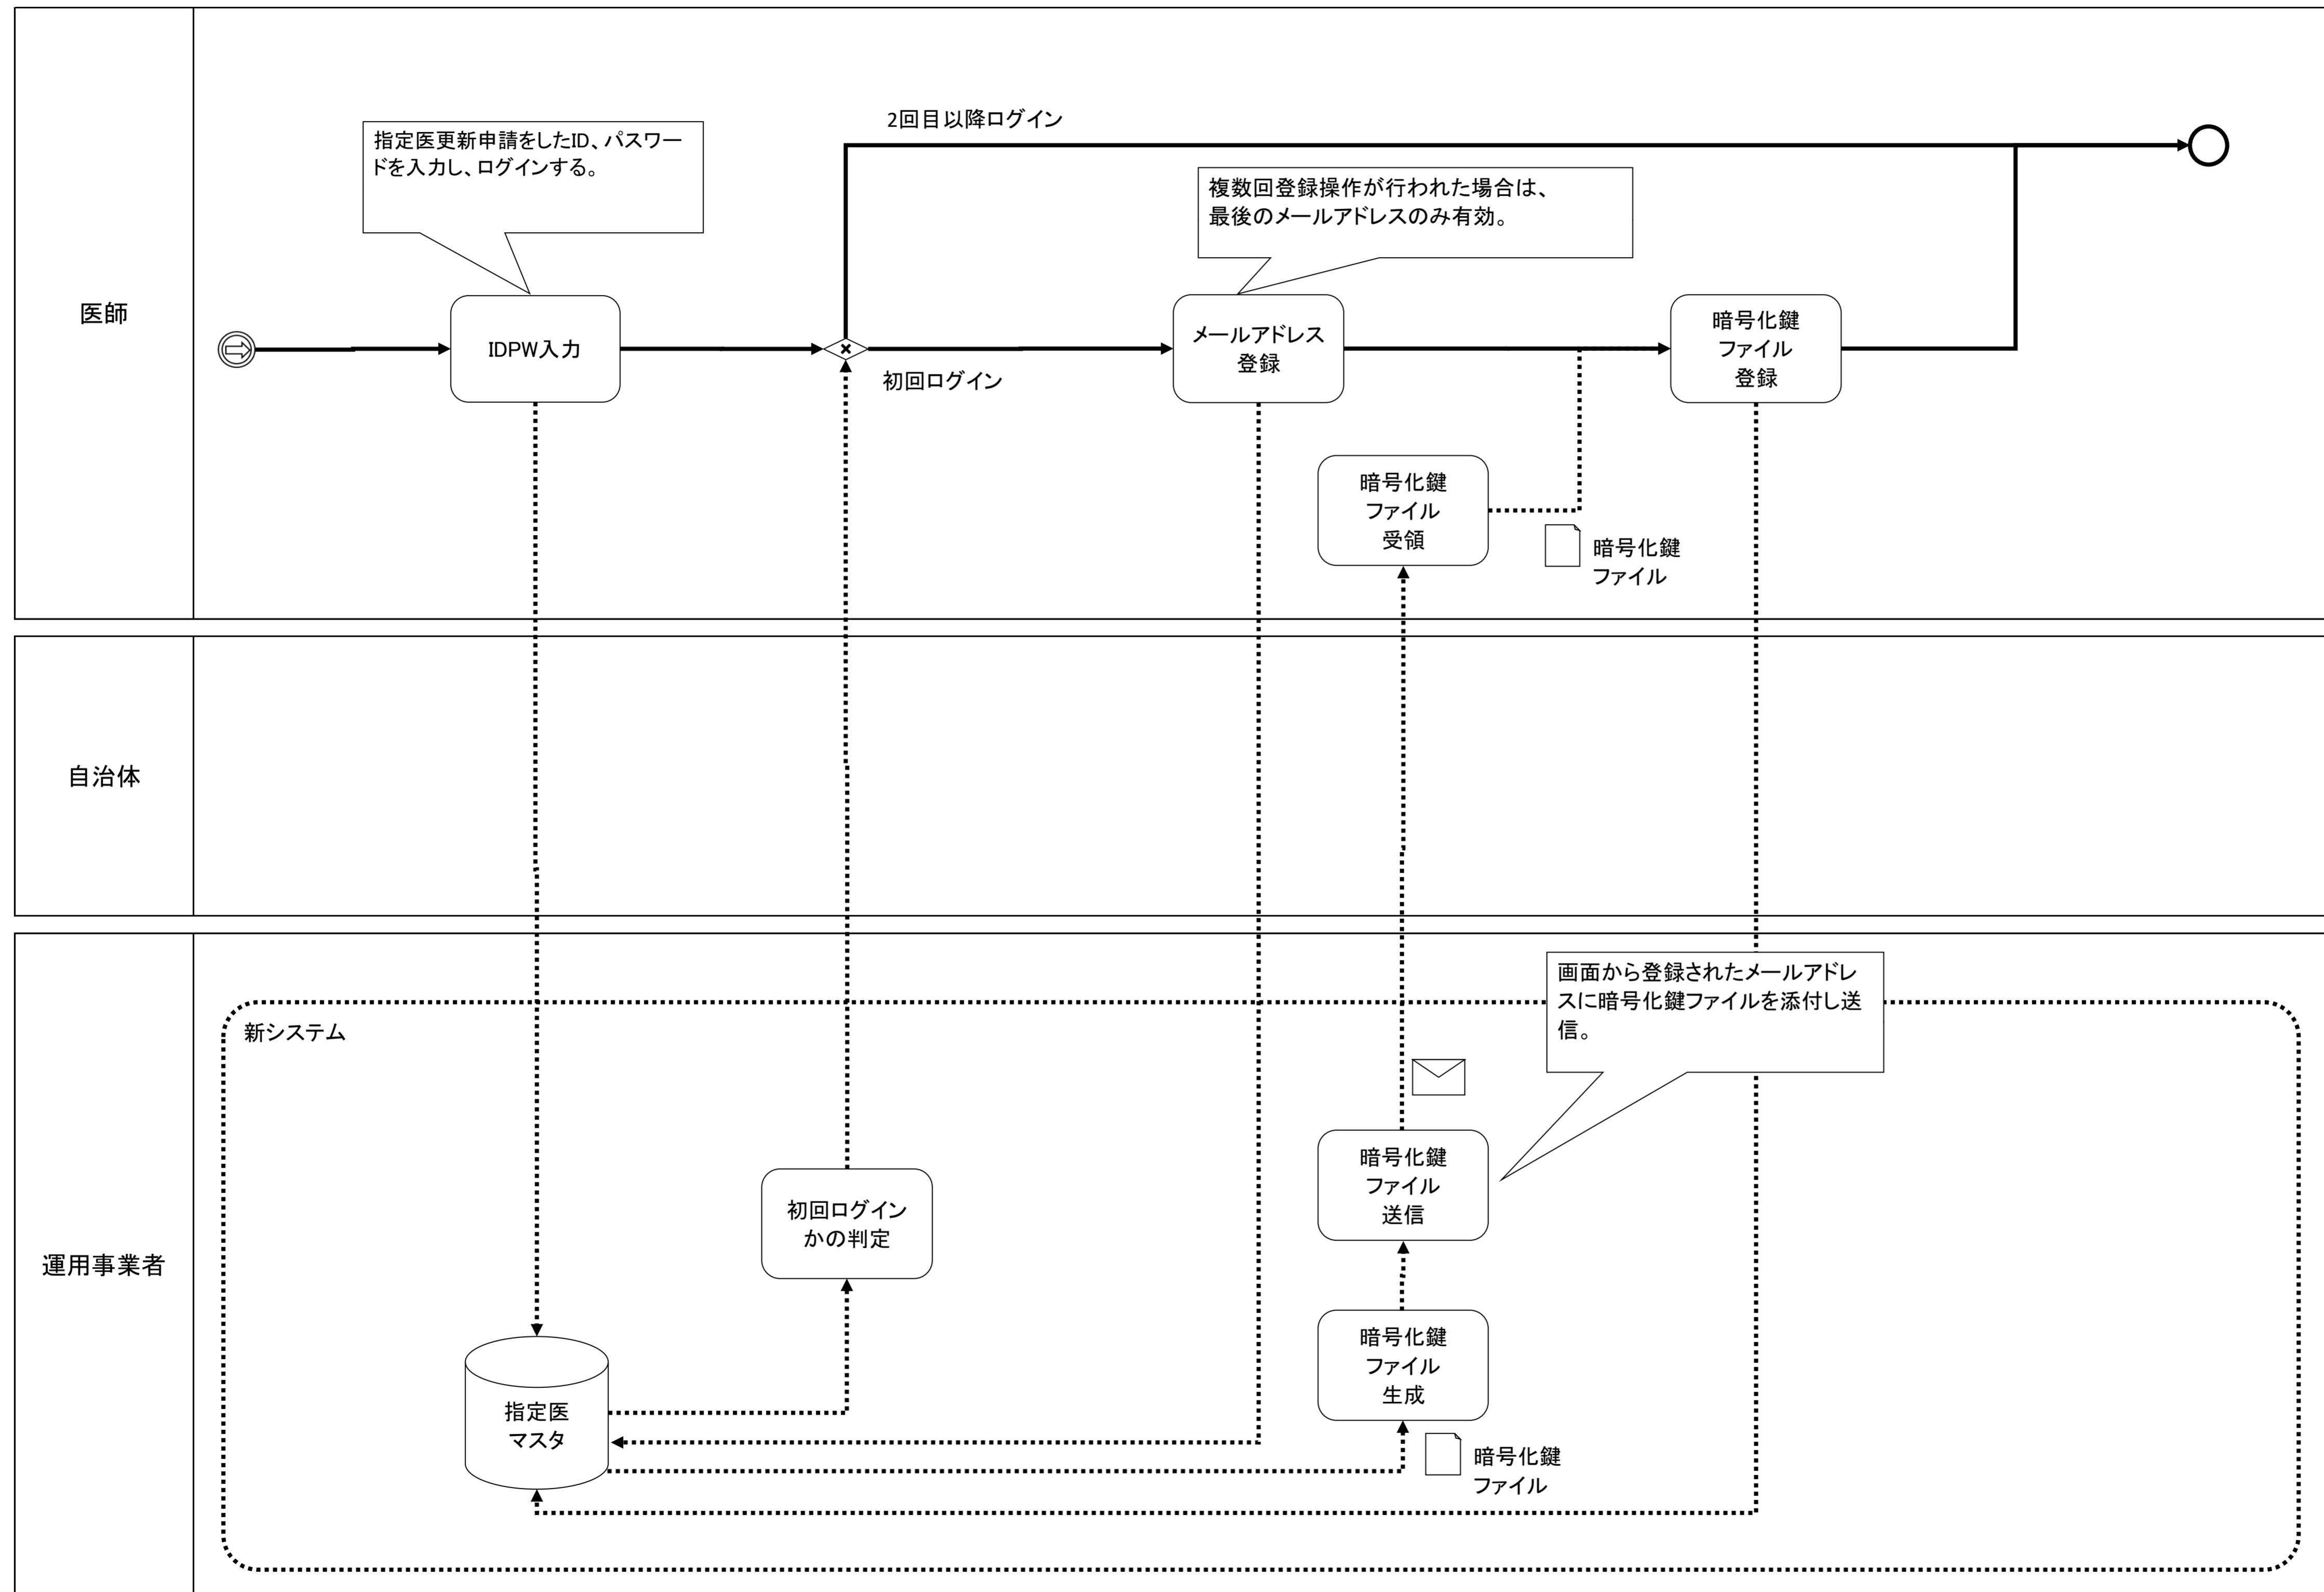 医師
指定医更新申請をしたID、パスワー
ドを入力し、ログインする。
2回目以降ログイン
複数回登録操作が行われた場合は、
最後のメールアドレスのみ有効。
IDPW入力
初回ログイン
メールアドレス
登録
暗号化鍵
ファイル
登録
暗号化鍵
ファイル
受領
暗号化鍵
ファイル
自治体
運用事業者
新システム
画面から登録されたメールアドレ
スに暗号化鍵ファイルを添付し送
信。
初回ログイン
かの判定
暗号化鍵
ファイル
送信
暗号化鍵
ファイル
生成
指定医
マスタ
暗号化鍵
ファイル